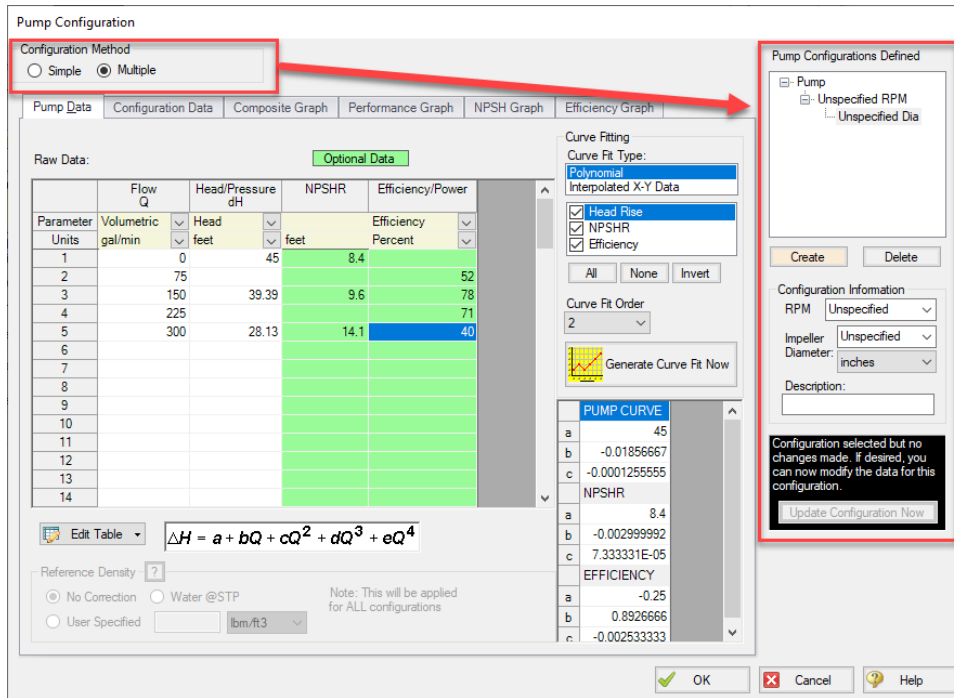 Pump Configuration
Configuration Method
Simple Multiple
Pump Data Configuration Data Composite Graph Performance Graph NPSH Graph Efficiency Graph
Raw Data: Optional Data
Flow Head/Pressure NPSHR Efficiency/Power
Q dH
Parameter Volumetric Head Efficiency
Units gal/min feet feet Percent
1 0 45 8.4
2 75 52
3 150 39.39 9.6 78
4 225 71
5 300 28.13 14.1 40
6
7
8
9
10
11
12
13
14
Edit Table
ΔH = a + bQ + cQ² + dQ³ + eQ⁴
Reference Density ?
No Correction Water @STP
User Specified lbm/ft3
Note: This will be applied
for ALL configurations
Curve Fitting
Curve Fit Type:
Polynomial
Interpolated X-Y Data
Head Rise
NPSHR
Efficiency
All None Invert
Curve Fit Order
2
Generate Curve Fit Now
PUMP CURVE
a 45
b -0.01856667
c -0.0001255555
NPSHR
a 8.4
b -0.002999992
c 7.333331E-05
EFFICIENCY
a -0.25
b 0.8926666
c -0.002533333
Pump Configurations Defined
Pump
Unspecified RPM
Unspecified Dia
Create Delete
Configuration Information
RPM Unspecified
Impeller Unspecified
Diameter: inches
Description:
Configuration selected but no
changes made. If desired, you
can now modify the data for this
configuration.
Update Configuration Now
OK Cancel Help